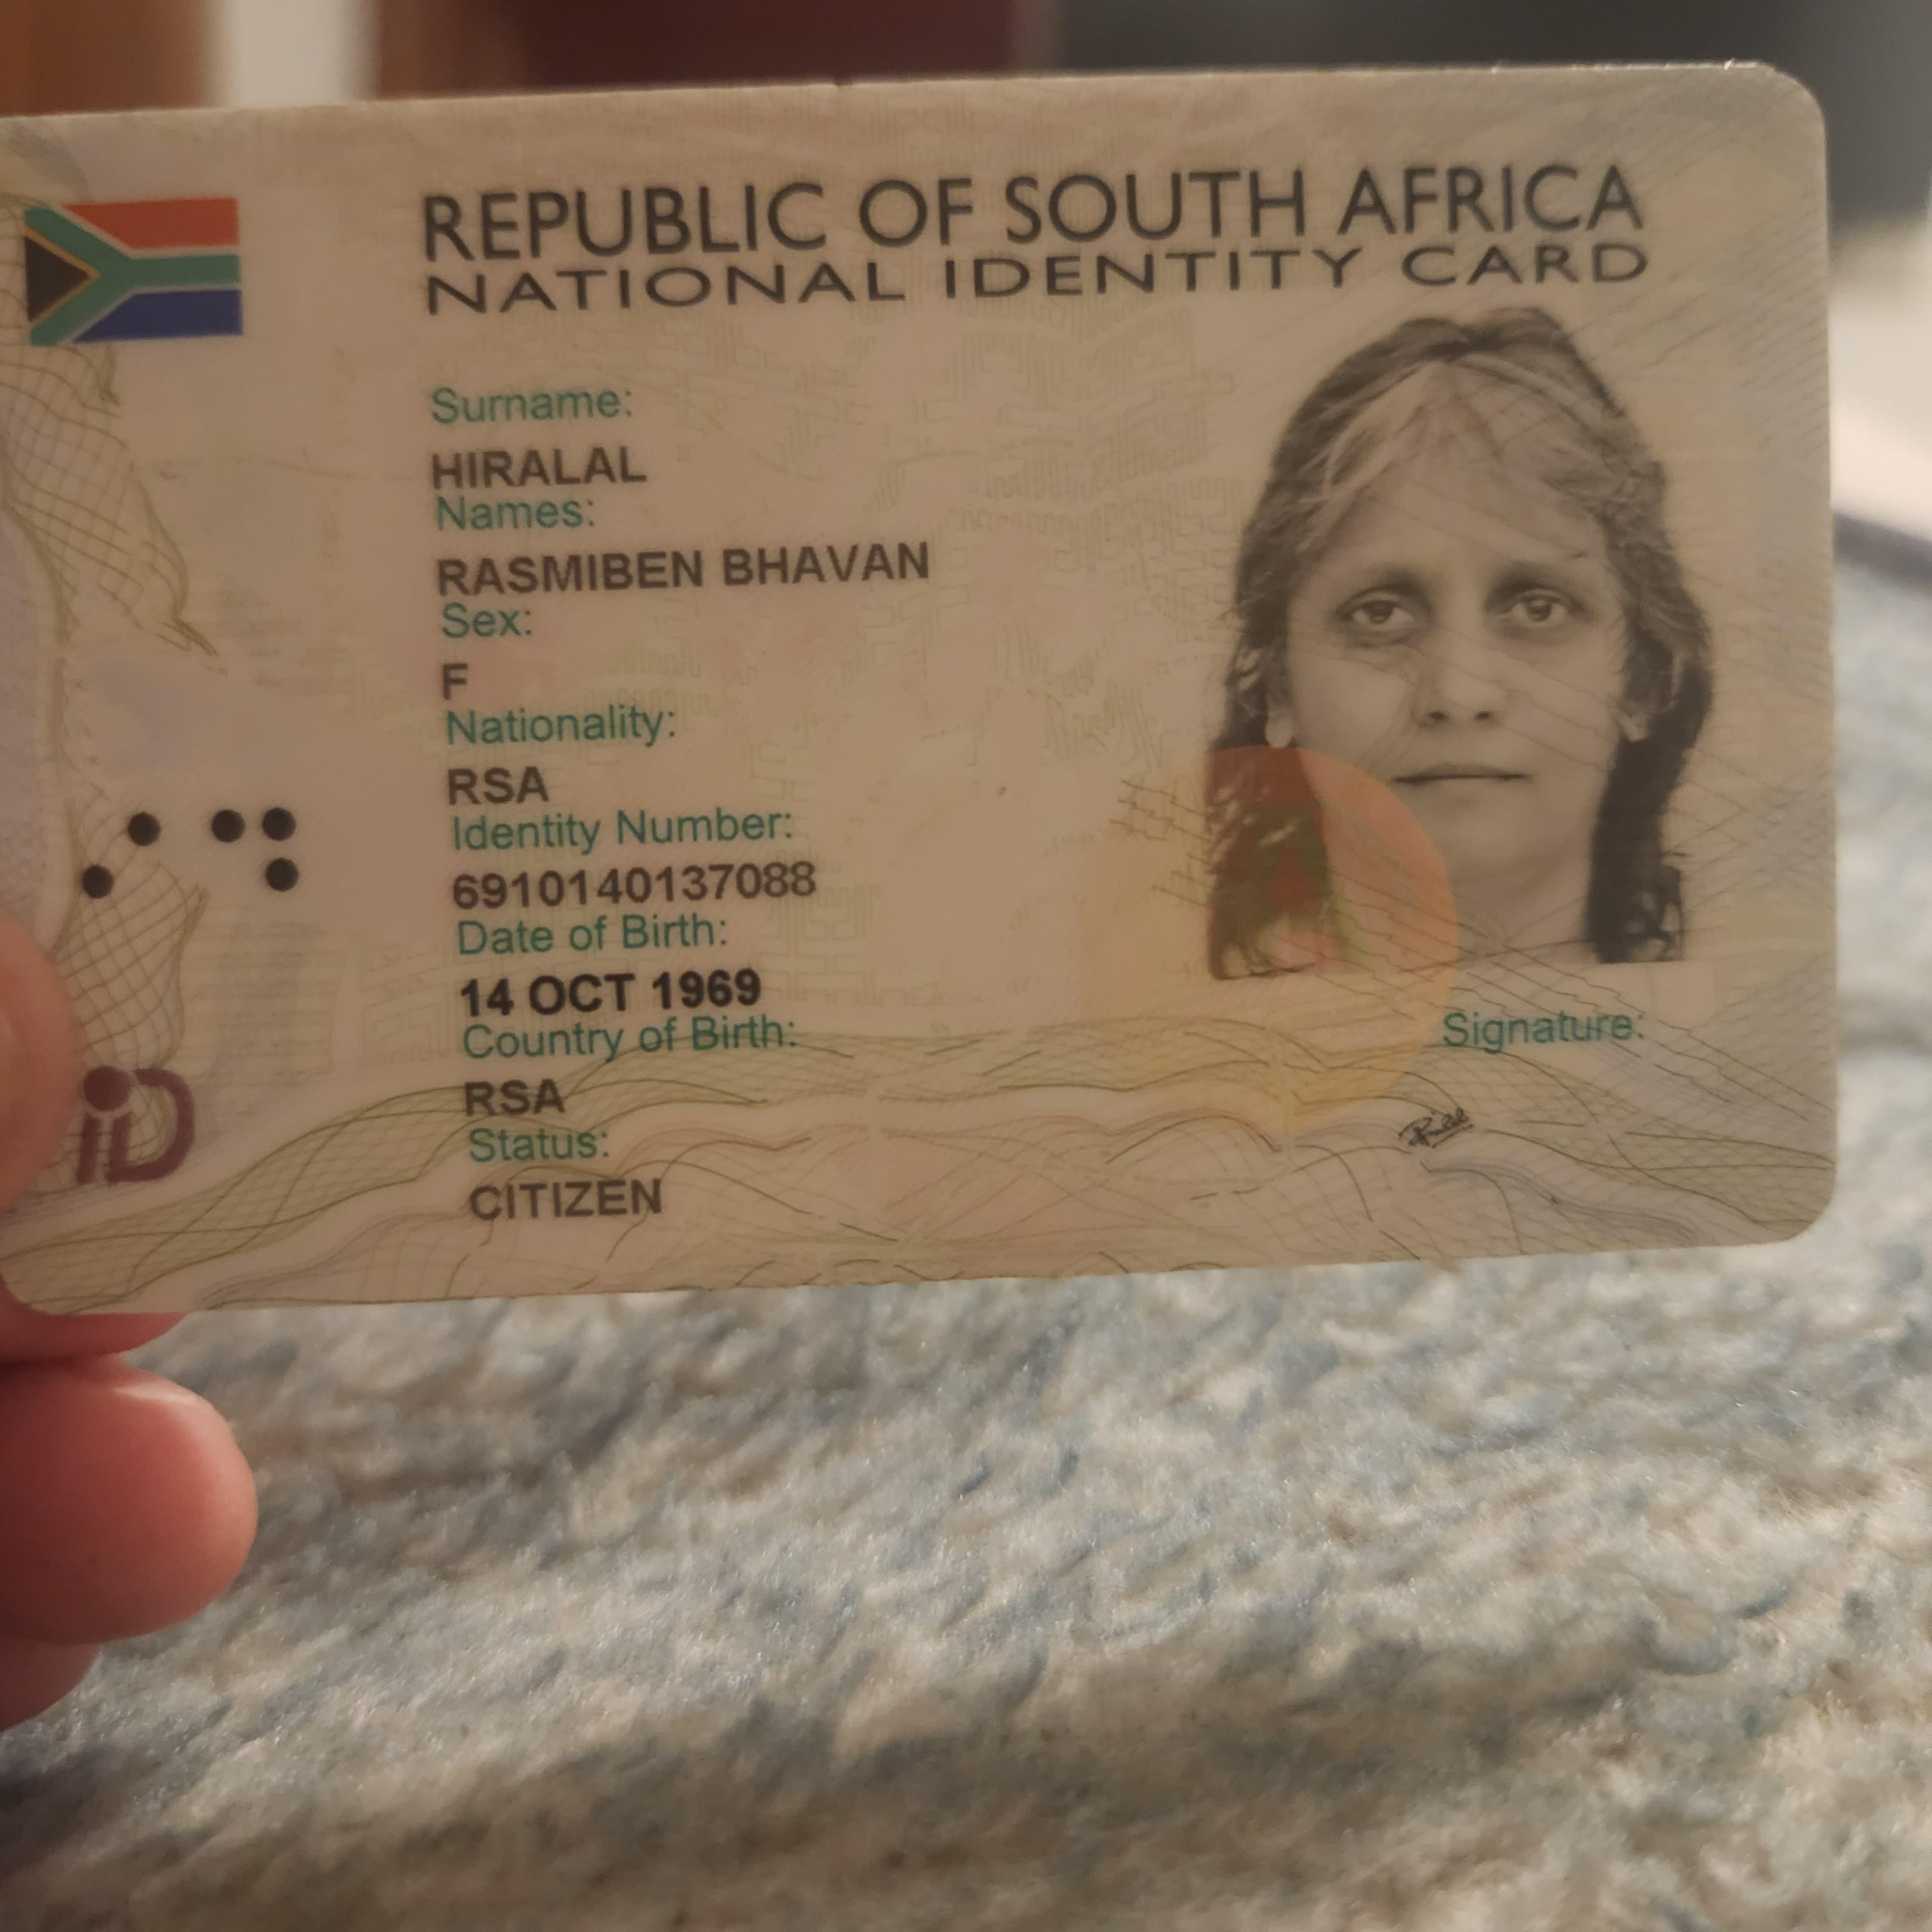 REPUBLIC OF SOUTH AFRICA
NATIONAL IDENTITY CARD
Surname:
HIRALAL
Names:
RASMIBEN BHAVAN
Sex:
F
Nationality:
RSA
Identity Number:
6910140137088
Date of Birth:
14 OCT 1969
Country of Birth:
RSA
Status:
CITIZEN
Signature:
iD